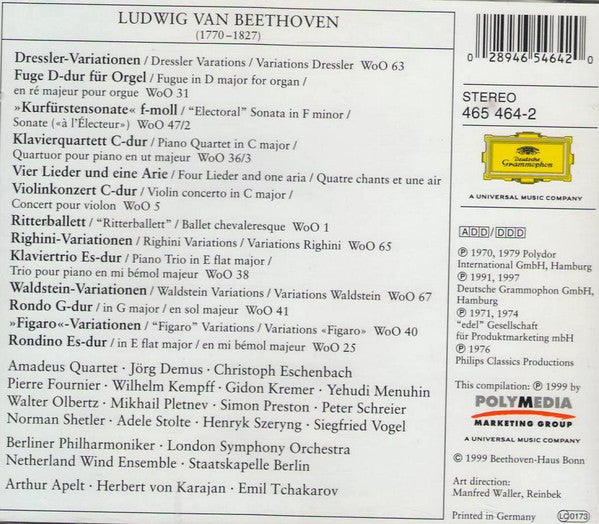 LUDWIG VAN BEETHOVEN
(1770–1827)
Dressler-Variationen / Dressler Varations / Variations Dressler WoO 63
Fuge D-dur für Orgel / Fugue in D major for organ /
en ré majeur pour orgue WoO 31
»Kurfürstensonate« f-moll / "Electoral" Sonata in F minor /
Sonate («à l'Électeur») WoO 47/2
Klavierquartett C-dur / Piano Quartet in C major /
Quartuor pour piano en ut majeur WoO 36/3
Vier Lieder und eine Arie / Four Lieder and one aria / Quatre chants et une air
Violinkonzert C-dur / Violin concerto in C major /
Concert pour violon WoO 5
Ritterballett / "Ritterballett" / Ballet chevaleresque WoO 1
Righini-Variationen / Righini Variations / Variations Righini WoO 65
Klaviertrio Es-dur / Piano Trio in E flat major /
Trio pour piano en mi bémol majeur WoO 38
Waldstein-Variationen / Waldstein Variations / Variations Waldstein WoO 67
Rondo G-dur / in G major / en sol majeur WoO 41
»Figaro«-Variationen / "Figaro" Variations / Variations «Figaro» WoO 40
Rondino Es-dur / in E flat major / en mi bémol majeur WoO 25
Amadeus Quartet · Jörg Demus · Christoph Eschenbach
Pierre Fournier · Wilhelm Kempff · Gidon Kremer · Yehudi Menuhin
Walter Olbertz · Mikhail Pletnev · Simon Preston · Peter Schreier
Norman Shetler · Adele Stolte · Henryk Szeryng · Siegfried Vogel
Berliner Philharmoniker · London Symphony Orchestra
Netherland Wind Ensemble · Staatskapelle Berlin
Arthur Apelt · Herbert von Karajan · Emil Tchakarov
0 28946 54642 0
STEREO
465 464-2
Deutsche
Grammophon
A UNIVERSAL MUSIC COMPANY
ADD/DDD
℗ 1970, 1979 Polydor
International GmbH, Hamburg
℗ 1991, 1997
Deutsche Grammophon GmbH,
Hamburg
℗ 1971, 1974
"edel" Gesellschaft
für Produktmarketing mbH
℗ 1976
Philips Classics Productions
This compilation: ℗ 1999 by
POLYMEDIA
MARKETING GROUP
A UNIVERSAL MUSIC COMPANY
© 1999 Beethoven-Haus Bonn
Art direction:
Manfred Waller, Reinbek
Printed in Germany LC 0173